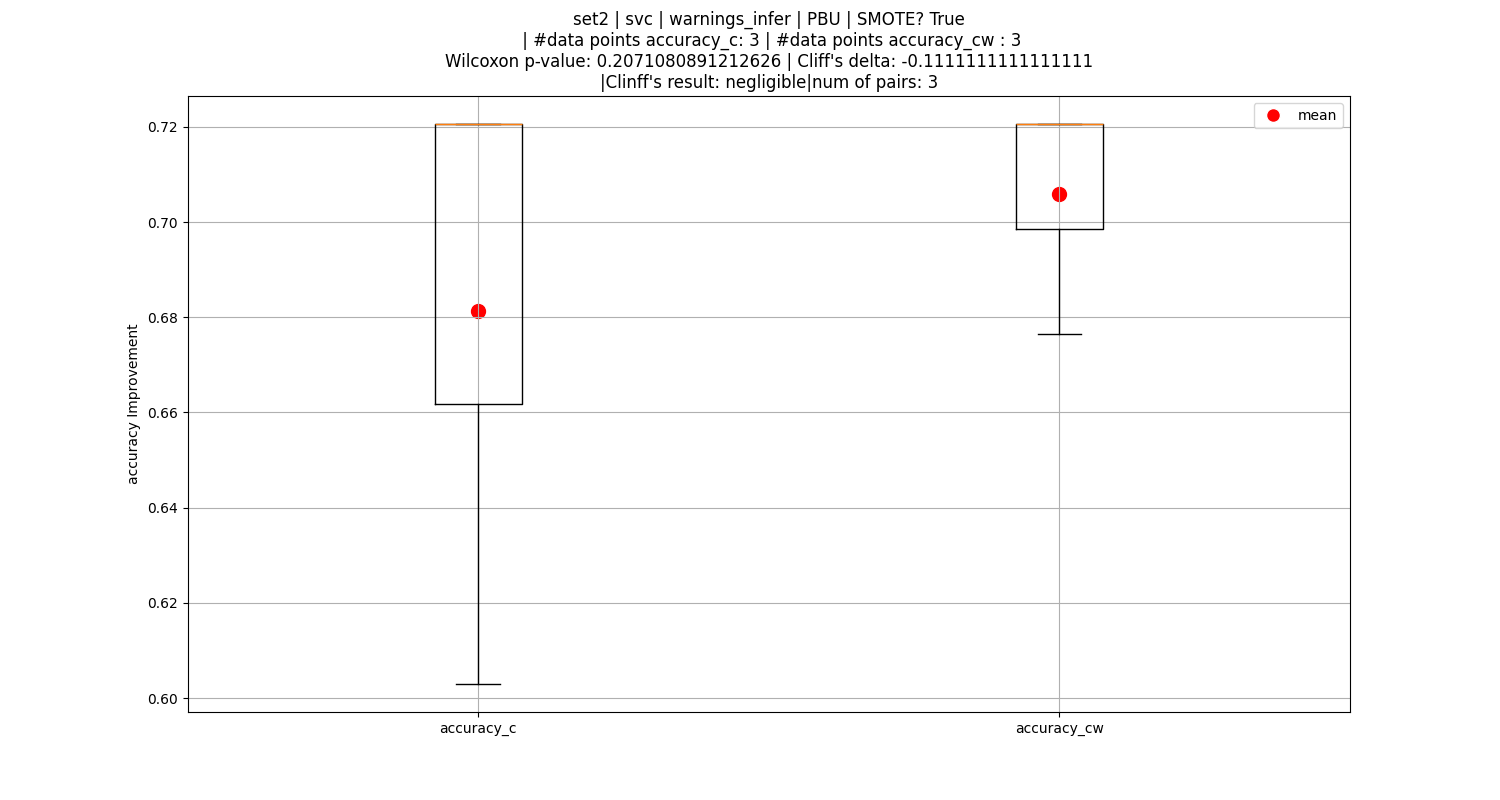 set2 | svc | warnings_infer | PBU | SMOTE? True
| #data points accuracy_c: 3 | #data points accuracy_cw : 3
Wilcoxon p-value: 0.2071080891212626 | Cliff's delta: -0.1111111111111111
|Clinff's result: negligible|num of pairs: 3
mean
0.72
0.70
0.68
0.66
0.64
0.62
0.60
accuracy Improvement
accuracy_c
accuracy_cw